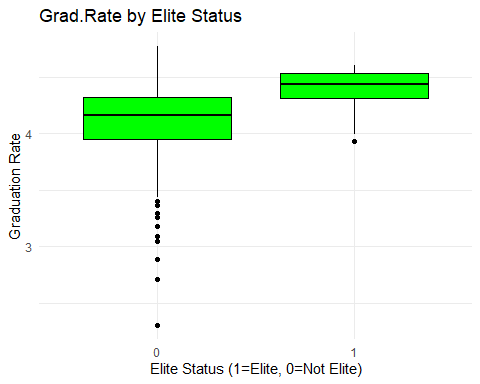 Grad.Rate by Elite Status
Graduation Rate
4
3
0
1
Elite Status (1=Elite, 0=Not Elite)